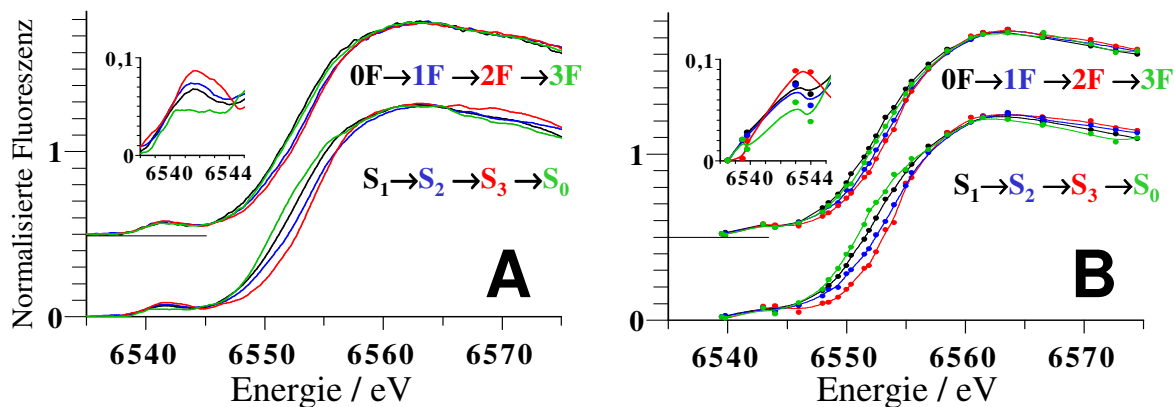 Normalisierte Fluoreszenz
1
0
0,11
0
6540 6544
0F→1F→2F→3F
S₁→S₂→S₃→S₀
A
6540 6550 6560 6570
Energie / eV
1
0
0,11
0
6540 6544
0F→1F→2F→3F
S₁→S₂→S₃→S₀
B
6540 6550 6560 6570
Energie / eV